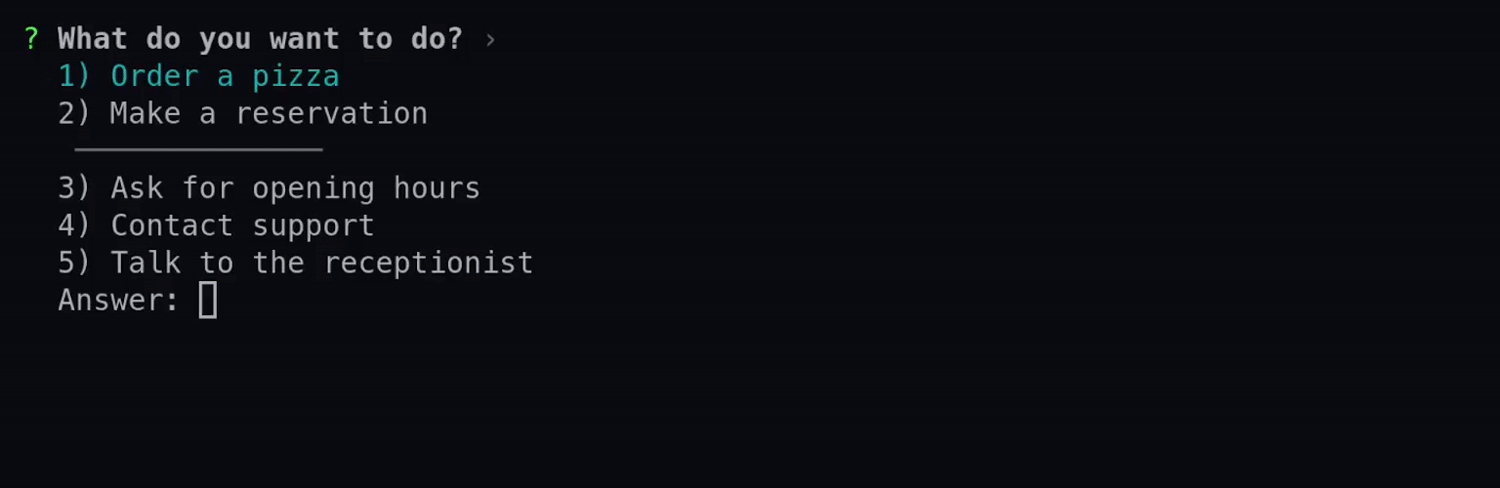 ? What do you want to do? ›
1) Order a pizza
2) Make a reservation
──────────────
3) Ask for opening hours
4) Contact support
5) Talk to the receptionist
Answer: